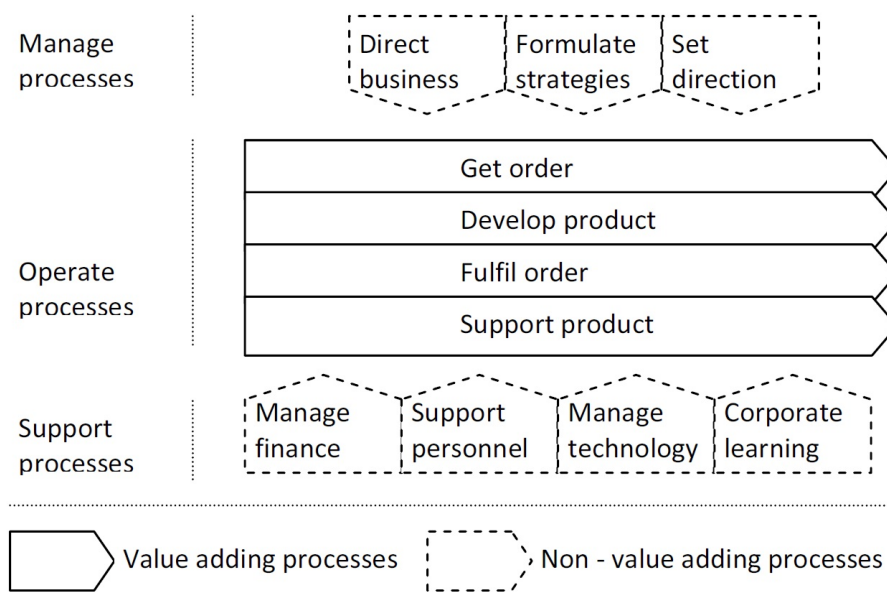 Manage
processes
Direct
business
Formulate
strategies
Set
direction
Operate
processes
Get order
Develop product
Fulfil order
Support product
Support
processes
Manage
finance
Support
personnel
Manage
technology
Corporate
learning
Value adding processes
Non - value adding processes